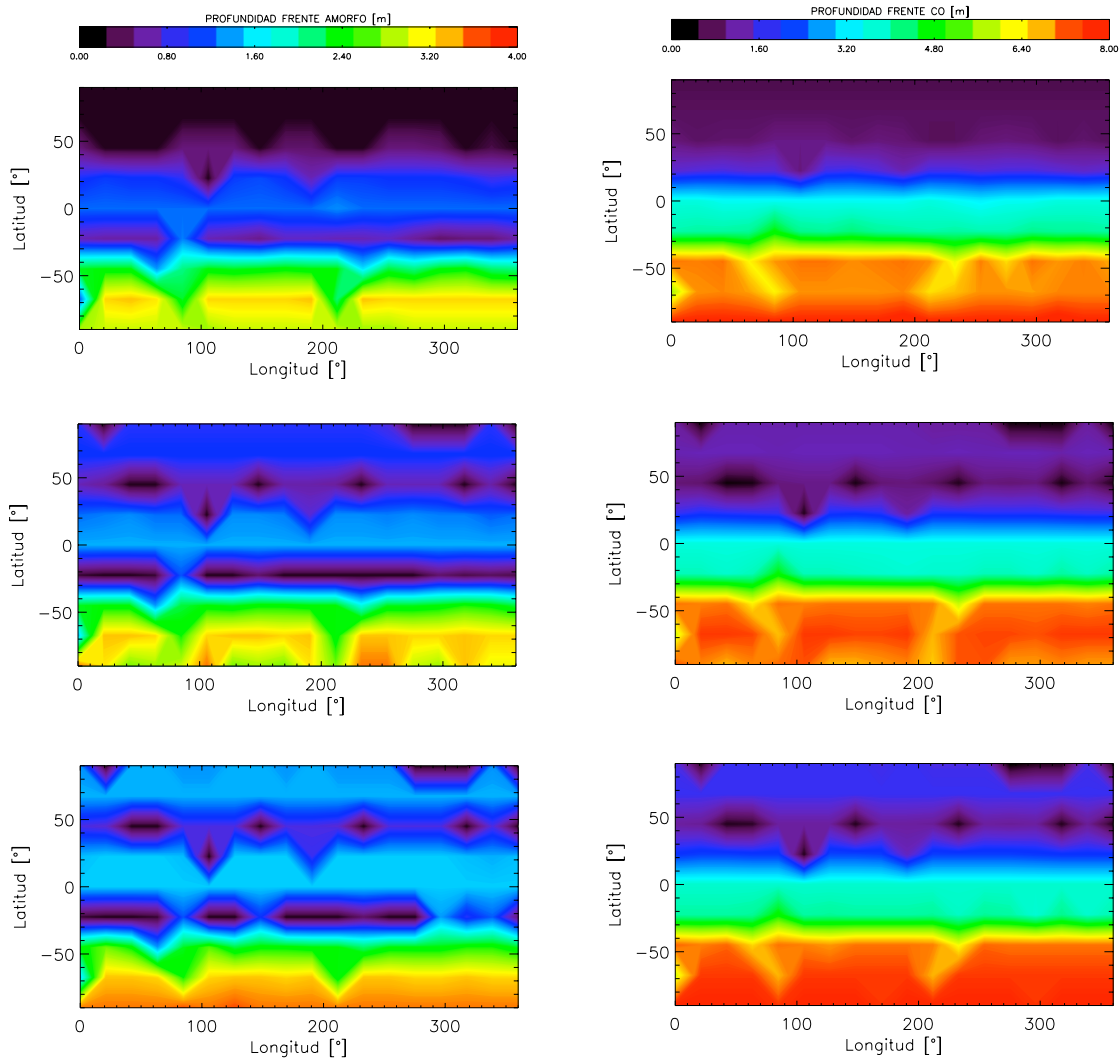 PROFUNDIDAD FRENTE AMORFO [m]
0.00 0.80 1.60 2.40 3.20 4.00
PROFUNDIDAD FRENTE CO [m]
0.00 1.60 3.20 4.80 6.40 8.00
Latitud [°]
50
0
−50
0 100 200 300
Longitud [°]
Latitud [°]
50
0
−50
0 100 200 300
Longitud [°]
Latitud [°]
50
0
−50
0 100 200 300
Longitud [°]
Latitud [°]
50
0
−50
0 100 200 300
Longitud [°]
Latitud [°]
50
0
−50
0 100 200 300
Longitud [°]
Latitud [°]
50
0
−50
0 100 200 300
Longitud [°]